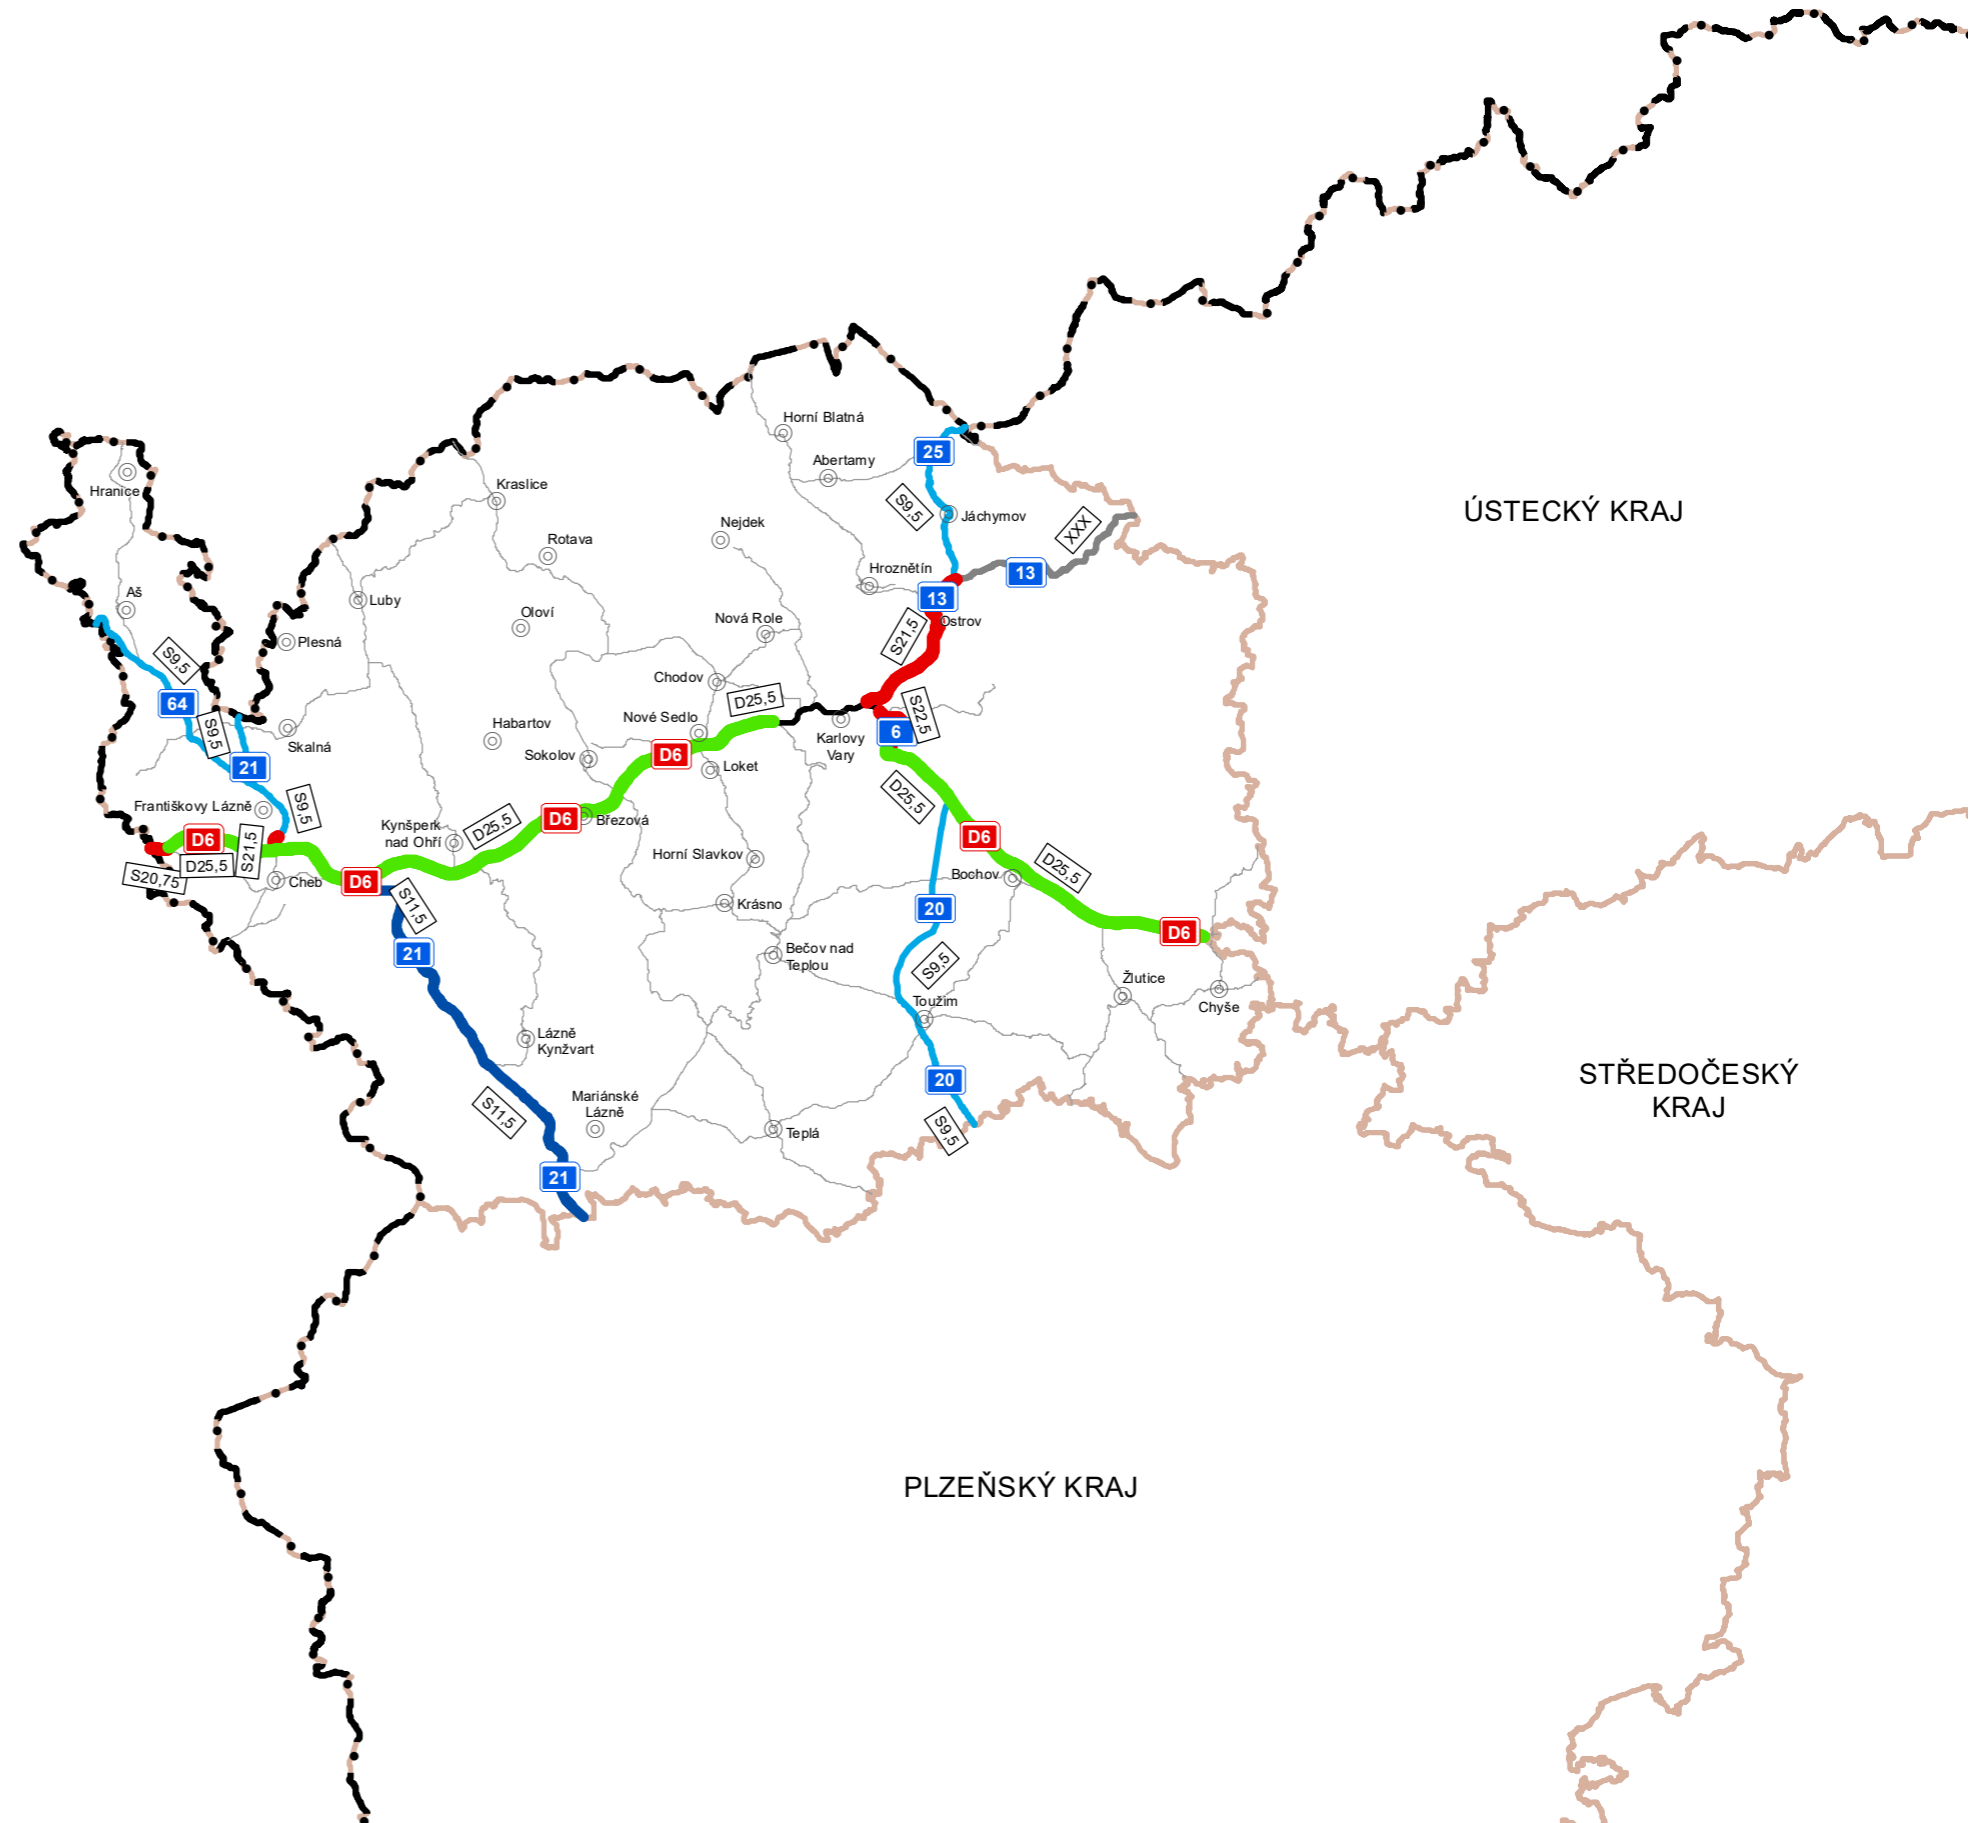 Horní Blatná
25
Abertamy
Hranice
Kraslice
S9,5
Jáchymov
XXX
ÚSTECKÝ KRAJ
Nejdek
Rotava
Hroznětín
13
Aš
Luby
13
Oloví
Nová Role
Ostrov
Plesná
S21,5
S9,5
Chodov
64
D25,5
S9,5
Nové Sedlo
S22,5
Habartov
6
Skalná
Karlovy
Vary
Sokolov
D6
Loket
21
D25,5
Františkovy Lázně
S9,5
Kynšperk
nad Ohří
D25,5
D6
Březová
D6
D6
S21,5
D25,5
S20,75
Cheb
D6
Horní Slavkov
D25,5
Bochov
S11,5
Krásno
20
D6
21
Bečov nad
Teplou
S9,5
Žlutice
Toužim
Chyše
Lázně
Kynžvart
20
STŘEDOČESKÝ
KRAJ
S11,5
Mariánské
Lázně
Teplá
S9,5
21
PLZEŇSKÝ KRAJ